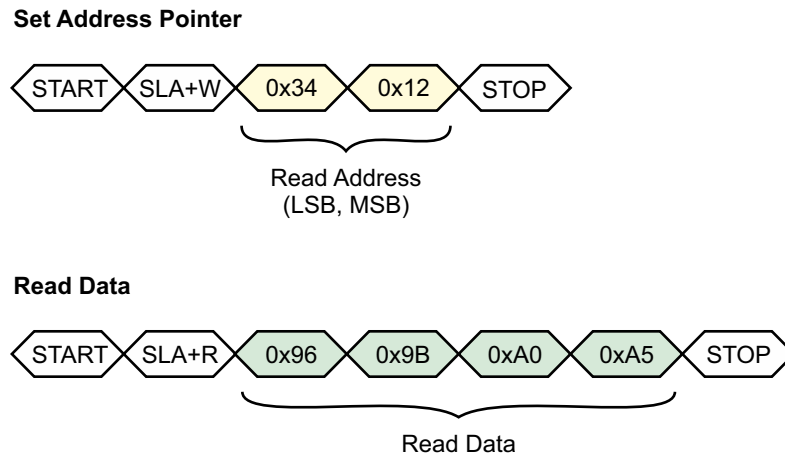 Set Address Pointer
START SLA+W 0x34 0x12 STOP
Read Address
(LSB, MSB)
Read Data
START SLA+R 0x96 0x9B 0xA0 0xA5 STOP
Read Data